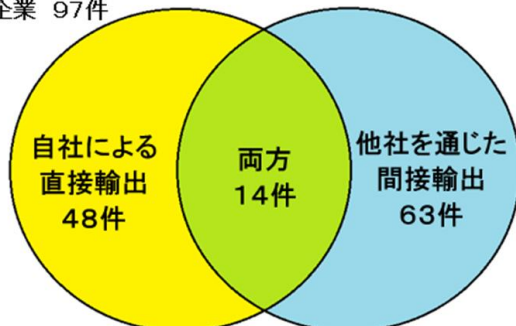 企業 97件
自社による
直接輸出
48件
両方
14件
他社を通じた
間接輸出
63件